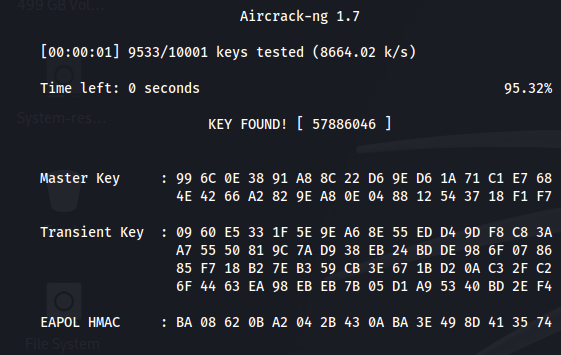 499 GB Vol...
Aircrack-ng 1.7
[00:00:01] 9533/10001 keys tested (8664.02 k/s)
Time left: 0 seconds 95.32%
System-res...
KEY FOUND! [ 57886046 ]
Master Key : 99 6C 0E 38 91 A8 8C 22 D6 9E D6 1A 71 C1 E7 68
4E 42 66 A2 82 9E A8 0E 04 88 12 54 37 18 F1 F7
Transient Key : 09 60 E5 33 1F 5E 9E A6 8E 55 ED D4 9D F8 C8 3A
A7 55 50 81 9C 7A D9 38 EB 24 BD DE 98 6F 07 86
85 F7 18 B2 7E B3 59 CB 3E 67 1B D2 0A C3 2F C2
6F 44 63 EA 98 EB EB 7B 05 D1 A9 53 40 BD 2E F4
EAPOL HMAC : BA 08 62 0B A2 04 2B 43 0A BA 3E 49 8D 41 35 74
File System